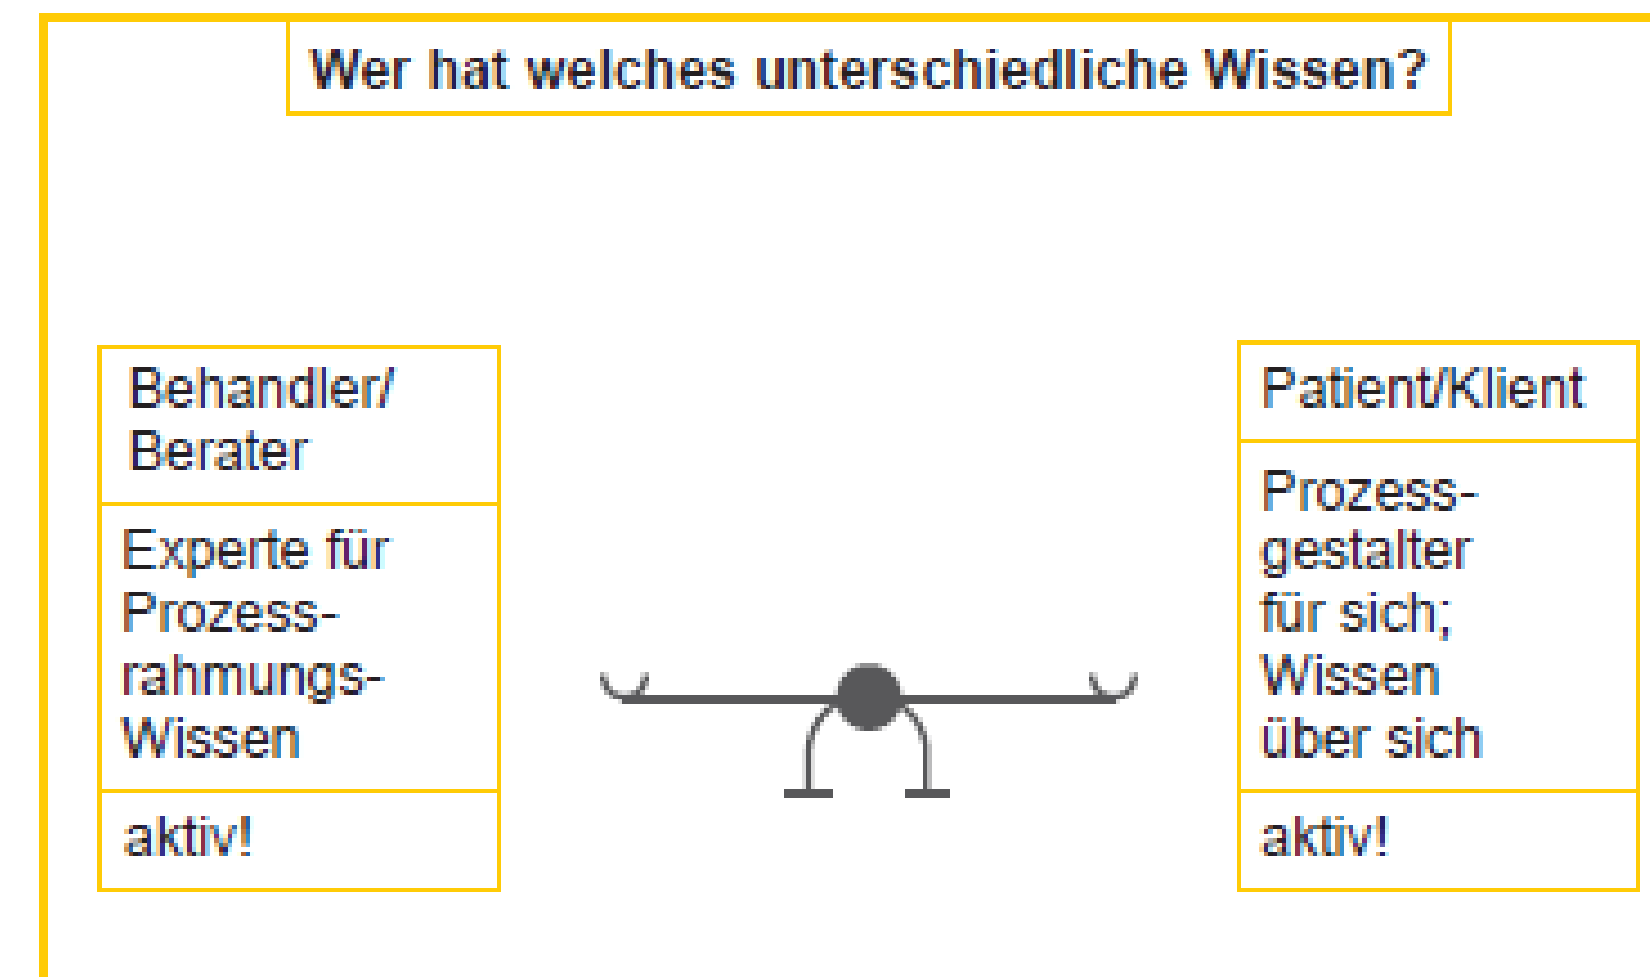 Wer hat welches unterschiedliche Wissen?
Behandler/
Berater
Experte für
Prozess-
rahmungs-
Wissen
aktiv!
Patient/Klient
Prozess-
gestalter
für sich;
Wissen
über sich
aktiv!